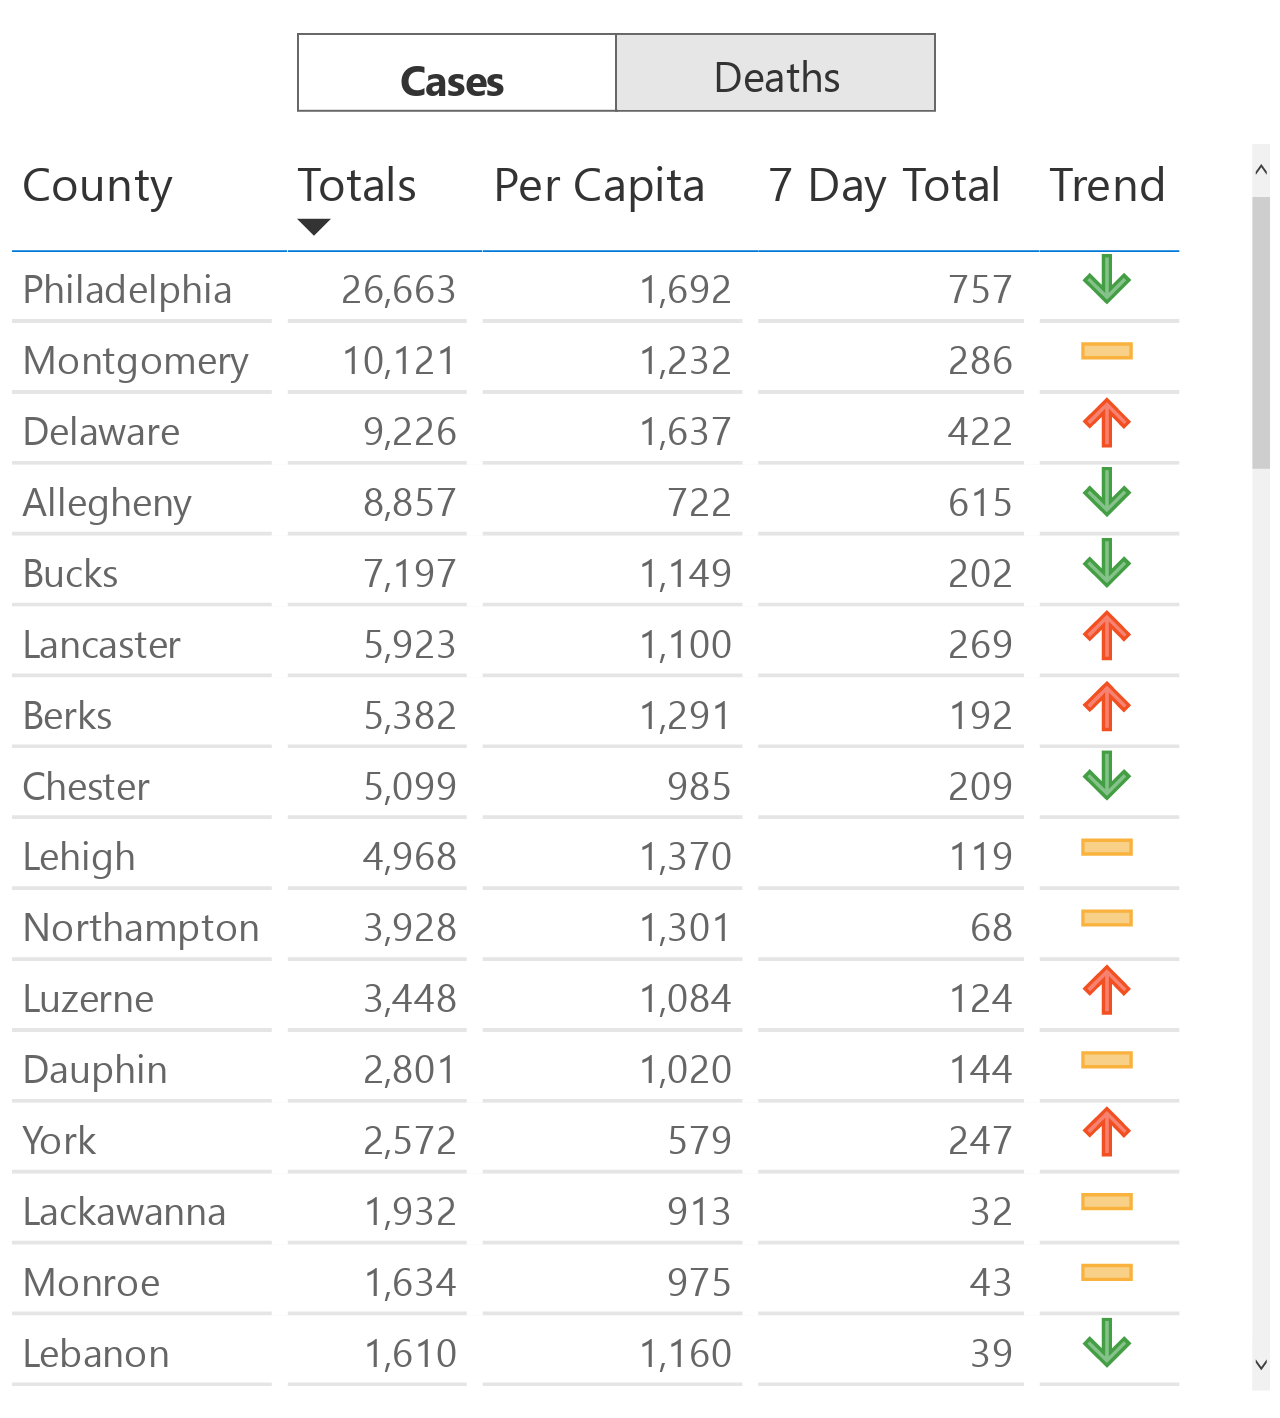 Cases Deaths
County Totals Per Capita 7 Day Total Trend
Philadelphia 26,663 1,692 757
Montgomery 10,121 1,232 286
Delaware 9,226 1,637 422
Allegheny 8,857 722 615
Bucks 7,197 1,149 202
Lancaster 5,923 1,100 269
Berks 5,382 1,291 192
Chester 5,099 985 209
Lehigh 4,968 1,370 119
Northampton 3,928 1,301 68
Luzerne 3,448 1,084 124
Dauphin 2,801 1,020 144
York 2,572 579 247
Lackawanna 1,932 913 32
Monroe 1,634 975 43
Lebanon 1,610 1,160 39